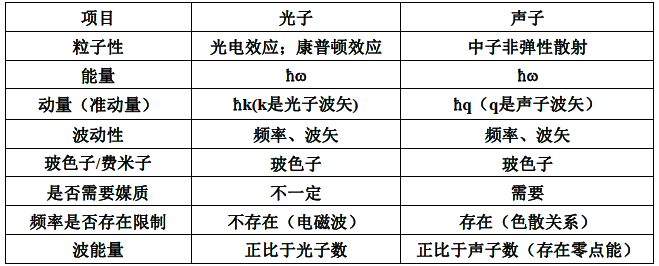 项目 光子 声子
粒子性 光电效应；康普顿效应 中子非弹性散射
能量 ħω ħω
动量（准动量） ħk(k是光子波矢) ħq（q是声子波矢）
波动性 频率、波矢 频率、波矢
玻色子/费米子 玻色子 玻色子
是否需要媒质 不一定 需要
频率是否存在限制 不存在（电磁波） 存在（色散关系）
波能量 正比于光子数 正比于声子数（存在零点能）